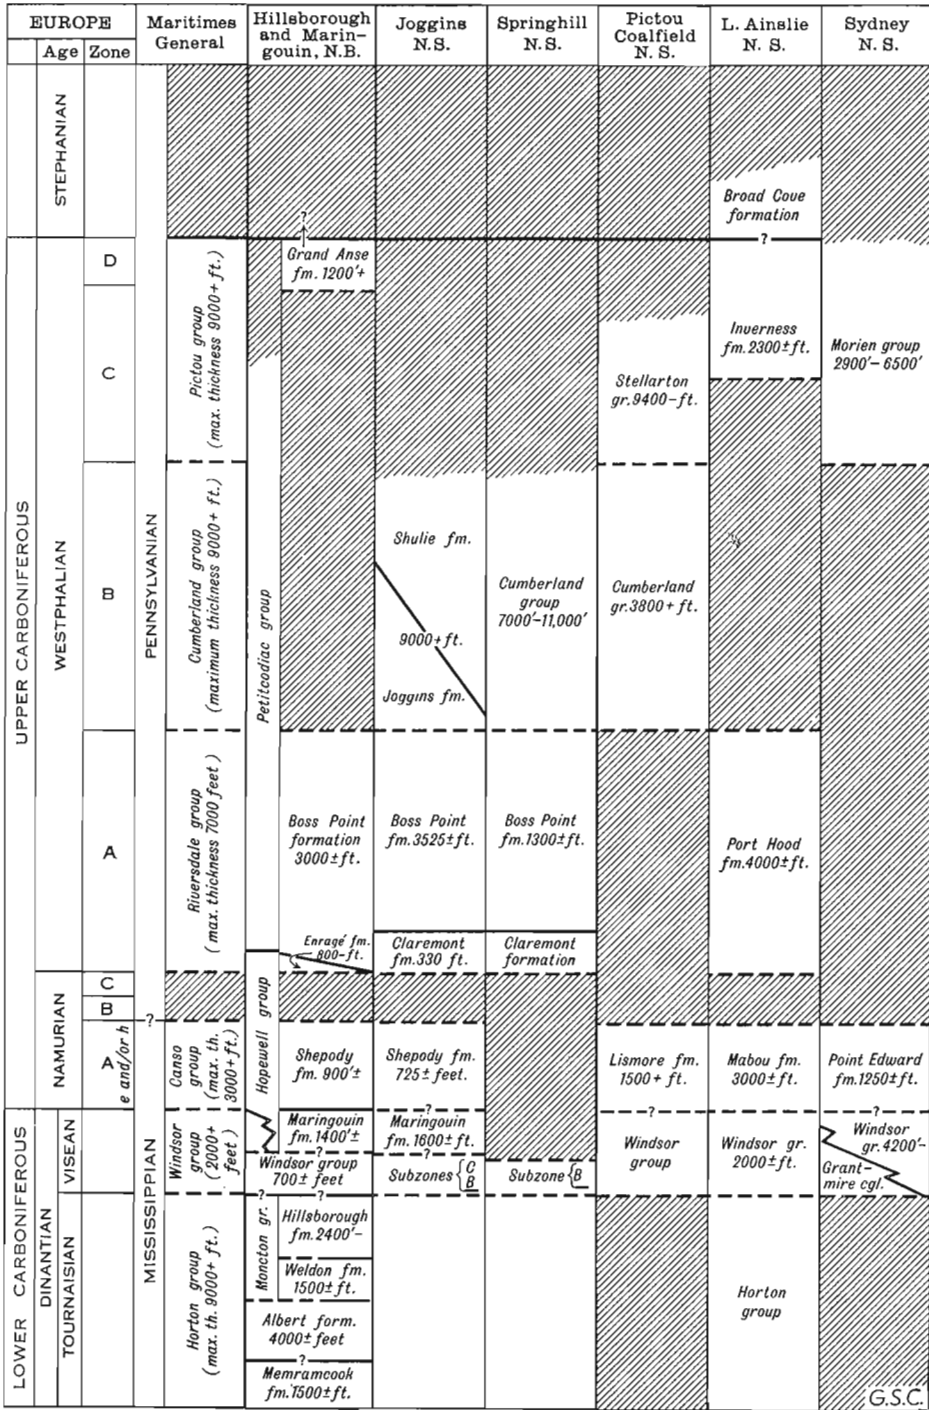 EUROPE
Age
Zone
Maritimes
General
Hillsborough
and Marin-
gouin, N.B.
Joggins
N.S.
Springhill
N.S.
Pictou
Coalfield
N. S.
L. Ainslie
N. S.
Sydney
N. S.
UPPER CARBONIFEROUS
LOWER CARBONIFEROUS
STEPHANIAN
WESTPHALIAN
NAMURIAN
DINANTIAN
VISEAN
TOURNAISIAN
D
C
B
A
C
B
A
e and/or h
PENNSYLVANIAN
?
MISSISSIPPIAN
Pictou group
(max. thickness 9000+ ft.)
Cumberland group
(maximum thickness 9000+ ft.)
Riversdale group
(max. thickness 7000 feet)
Canso
group
(max. th.
3000+ft.)
Windsor
group
(2000+
feet)
Horton group
(max. th. 9000+ ft.)
Petitcodiac group
Hopewell group
?
Grand Anse
fm. 1200'+
Boss Point
formation
3000±ft.
Enragé fm.
800-ft.
Shepody
fm. 900'±
Maringouin
fm. 1400'±
?
Windsor group
700± feet
? ?
Moncton gr.
Hillsborough
fm. 2400'-
Weldon fm.
1500±ft.
Albert form.
4000± feet
?
Memramcook
fm. 1500±ft.
Shulie fm.
9000+ft.
Joggins fm.
Boss Point
fm. 3525±ft.
Claremont
fm. 330 ft.
Shepody fm.
725± feet.
?
Maringouin
fm. 1600±ft.
?
Subzones { C
B
Cumberland
group
7000'-11,000'
Boss Point
fm. 1300±ft.
Claremont
formation
Subzone { B
Stellarton
gr. 9400-ft.
Cumberland
gr. 3800+ft.
Lismore fm.
1500+ ft.
?
Windsor
group
Broad Cove
formation
?
Inverness
fm. 2300±ft.
Port Hood
fm. 4000±ft.
Mabou fm.
3000±ft.
?
Windsor gr.
2000±ft.
Horton
group
Morien group
2900'-6500'
Point Edward
fm. 1250±ft.
?
Windsor
gr. 4200'-
Grant-
mire cgl.
G.S.C.